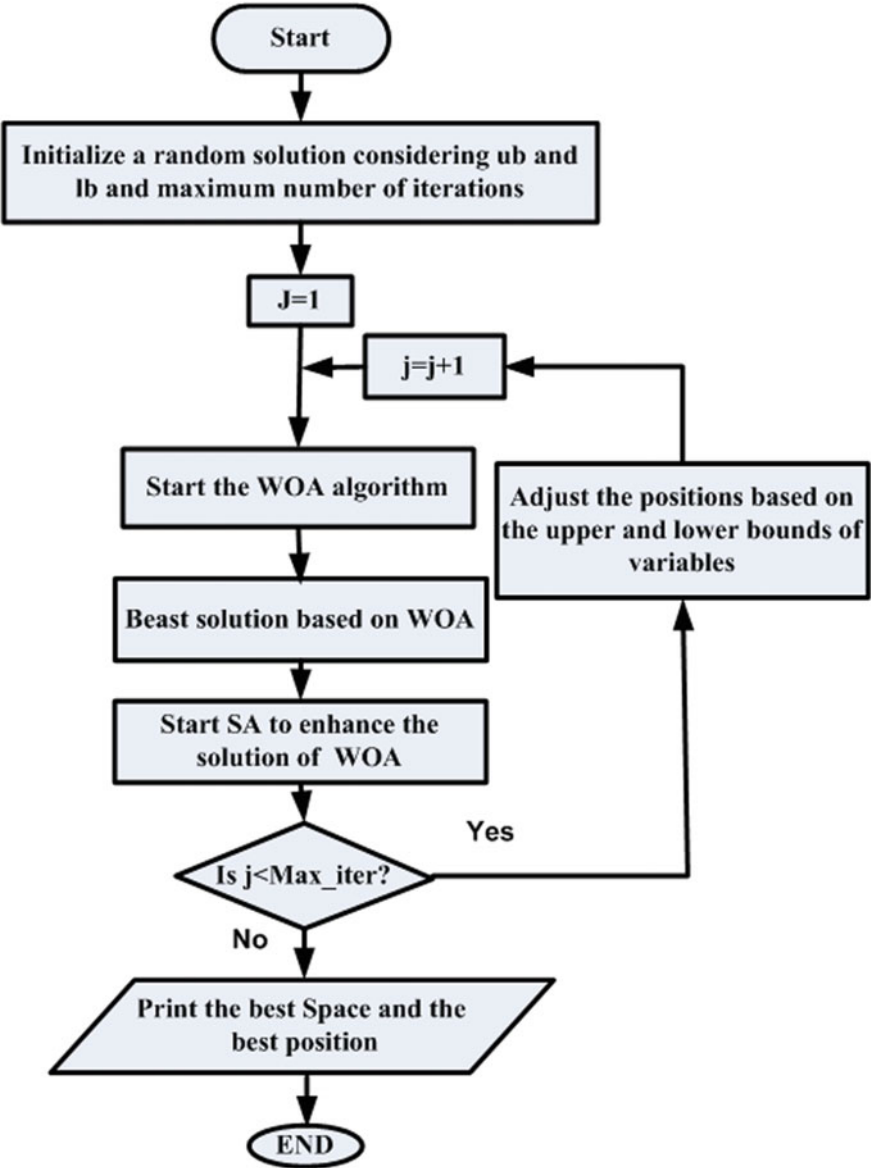 Start
Initialize a random solution considering ub and
lb and maximum number of iterations
J=1
j=j+1
Start the WOA algorithm
Adjust the positions based on
the upper and lower bounds of
variables
Beast solution based on WOA
Start SA to enhance the
solution of WOA
Yes
Is j<Max_iter?
No
Print the best Space and the
best position
END